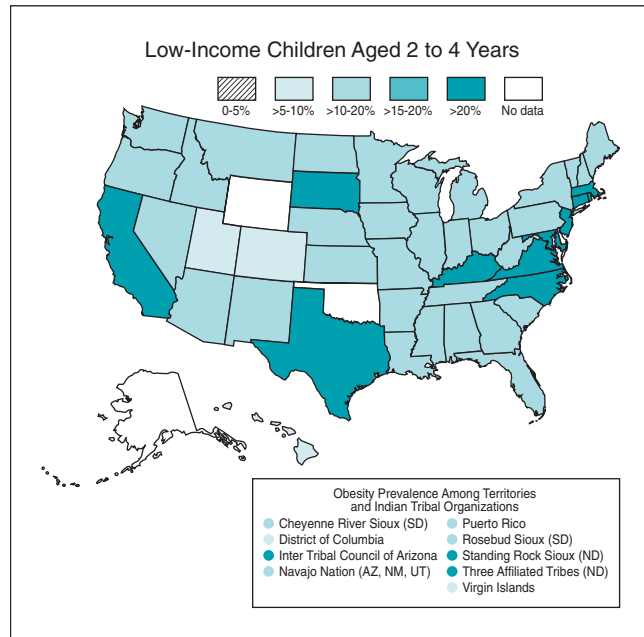 Low-Income Children Aged 2 to 4 Years
0-5% >5-10% >10-20% >15-20% >20% No data
Obesity Prevalence Among Territories
and Indian Tribal Organizations
Cheyenne River Sioux (SD)
District of Columbia
Inter Tribal Council of Arizona
Navajo Nation (AZ, NM, UT)
Puerto Rico
Rosebud Sioux (SD)
Standing Rock Sioux (ND)
Three Affiliated Tribes (ND)
Virgin Islands